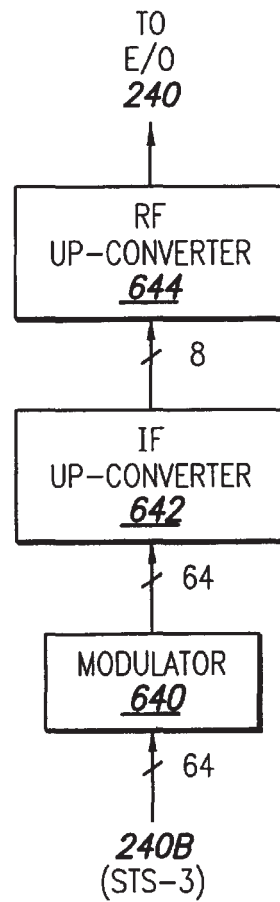 TO
E/O
240
RF
UP-CONVERTER
644
8
IF
UP-CONVERTER
642
64
MODULATOR
640
64
240B
(STS-3)